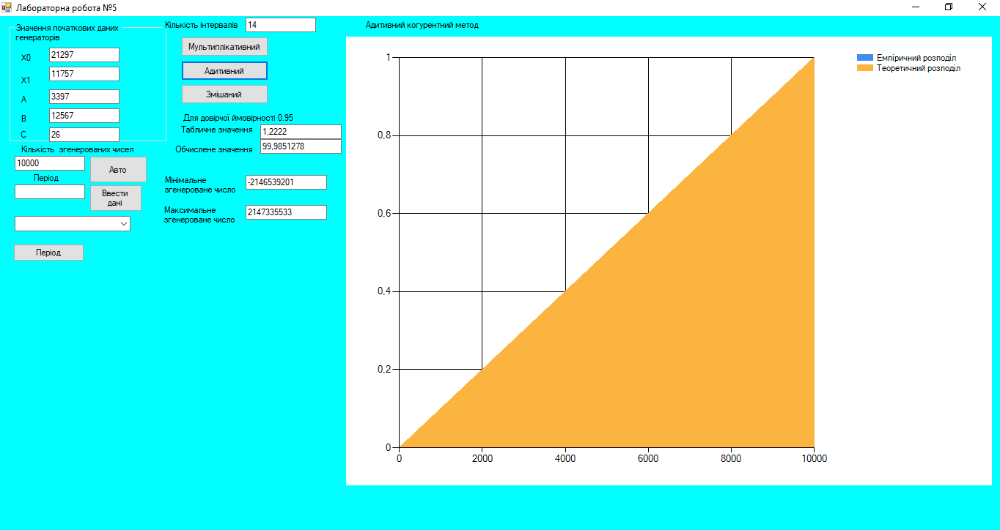 Лабораторна робота №5
Значення початкових даних
генераторів
X0 21297
X1 11757
A 3397
B 12567
C 26
Кількість згенерованих чисел
10000
Авто
Період
Ввести
дані
Період
Кількість інтервалів 14
Мультиплікативний
Адитивний
Змішаний
Для довірчої ймовірності 0.95
Табличне значення 1,2222
Обчислене значення 99,9851278
Мінімальне
згенероване число -2146539201
Максимальне
згенероване число 2147335533
Адитивний когурентний метод
1
0,8
0,6
0,4
0,2
0
0 2000 4000 6000 8000 10000
Емпіричний розподіл
Теоретичний розподіл